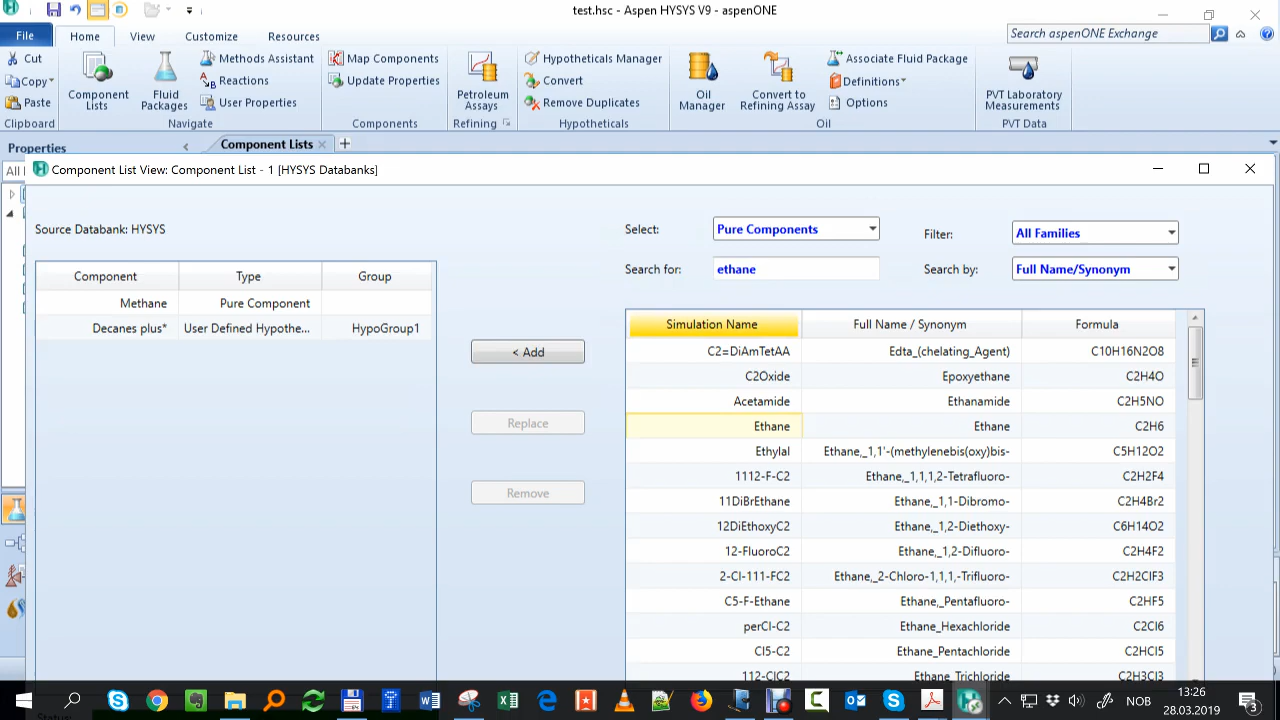 test.hsc - Aspen HYSYS V9 - aspenONE
File Home View Customize Resources
Search aspenONE Exchange
Cut
Copy
Paste
Clipboard
Component Lists
Fluid Packages
Methods Assistant
Reactions
User Properties
Navigate
Map Components
Update Properties
Components
Petroleum Assays
Refining
Hypotheticals Manager
Convert
Remove Duplicates
Hypotheticals
Oil Manager
Convert to Refining Assay
Associate Fluid Package
Definitions
Options
Oil
PVT Laboratory Measurements
PVT Data
Properties
Component Lists
All
Component List View: Component List - 1 [HYSYS Databanks]
Source Databank: HYSYS
Select: Pure Components Filter: All Families
Search for: ethane Search by: Full Name/Synonym
Component Type Group
Methane Pure Component
Decanes plus* User Defined Hypothe... HypoGroup1
< Add
Replace
Remove
Simulation Name Full Name / Synonym Formula
C2=DiAmTetAA Edta_(chelating_Agent) C10H16N2O8
C2Oxide Epoxyethane C2H4O
Acetamide Ethanamide C2H5NO
Ethane Ethane C2H6
Ethylal Ethane,_1,1'-(methylenebis(oxy)bis- C5H12O2
1112-F-C2 Ethane,_1,1,1,2-Tetrafluoro- C2H2F4
11DiBrEthane Ethane,_1,1-Dibromo- C2H4Br2
12DiEthoxyC2 Ethane,_1,2-Diethoxy- C6H14O2
12-FluoroC2 Ethane,_1,2-Difluoro- C2H4F2
2-Cl-111-FC2 Ethane,_2-Chloro-1,1,1,-Trifluoro- C2H2ClF3
C5-F-Ethane Ethane,_Pentafluoro- C2HF5
perCl-C2 Ethane_Hexachloride C2Cl6
Cl5-C2 Ethane_Pentachloride C2HCl5
112-ClC2 Ethane_Trichloride C2H3Cl3
13:26
28.03.2019
3